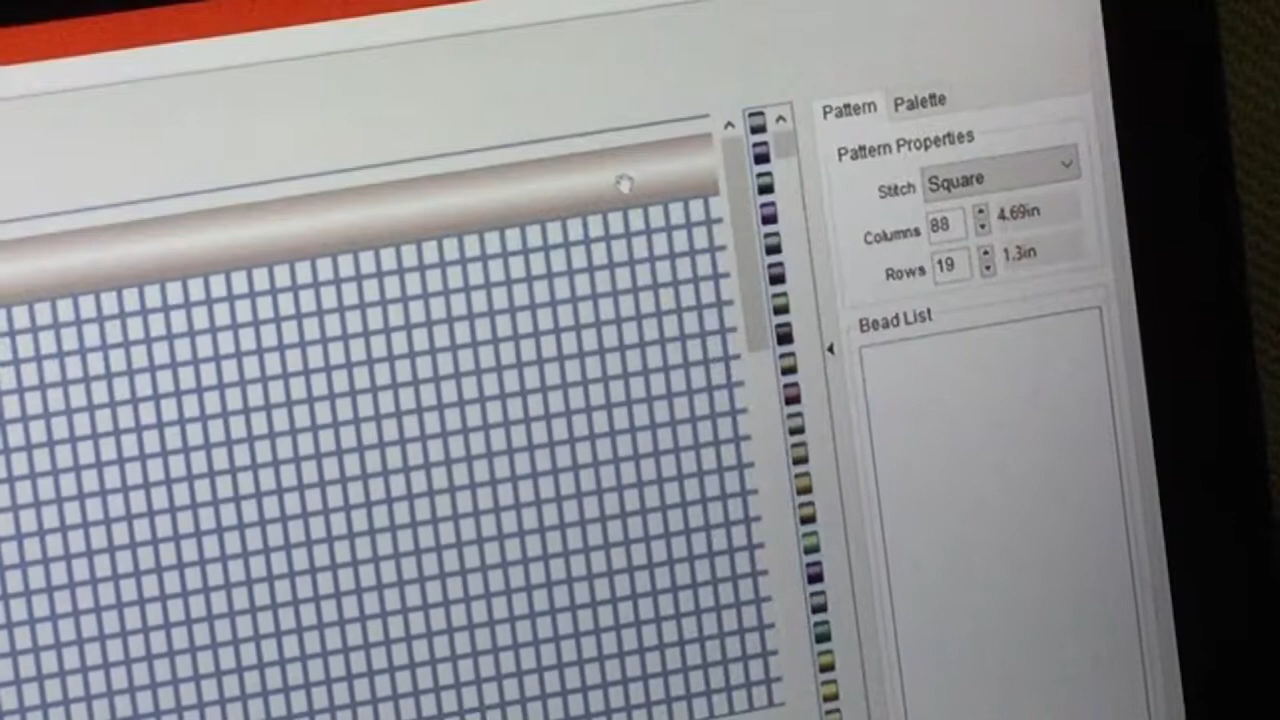 Pattern Palette
Pattern Properties
Stitch Square
Columns 88 4.69in
Rows 19 1.3in
Bead List